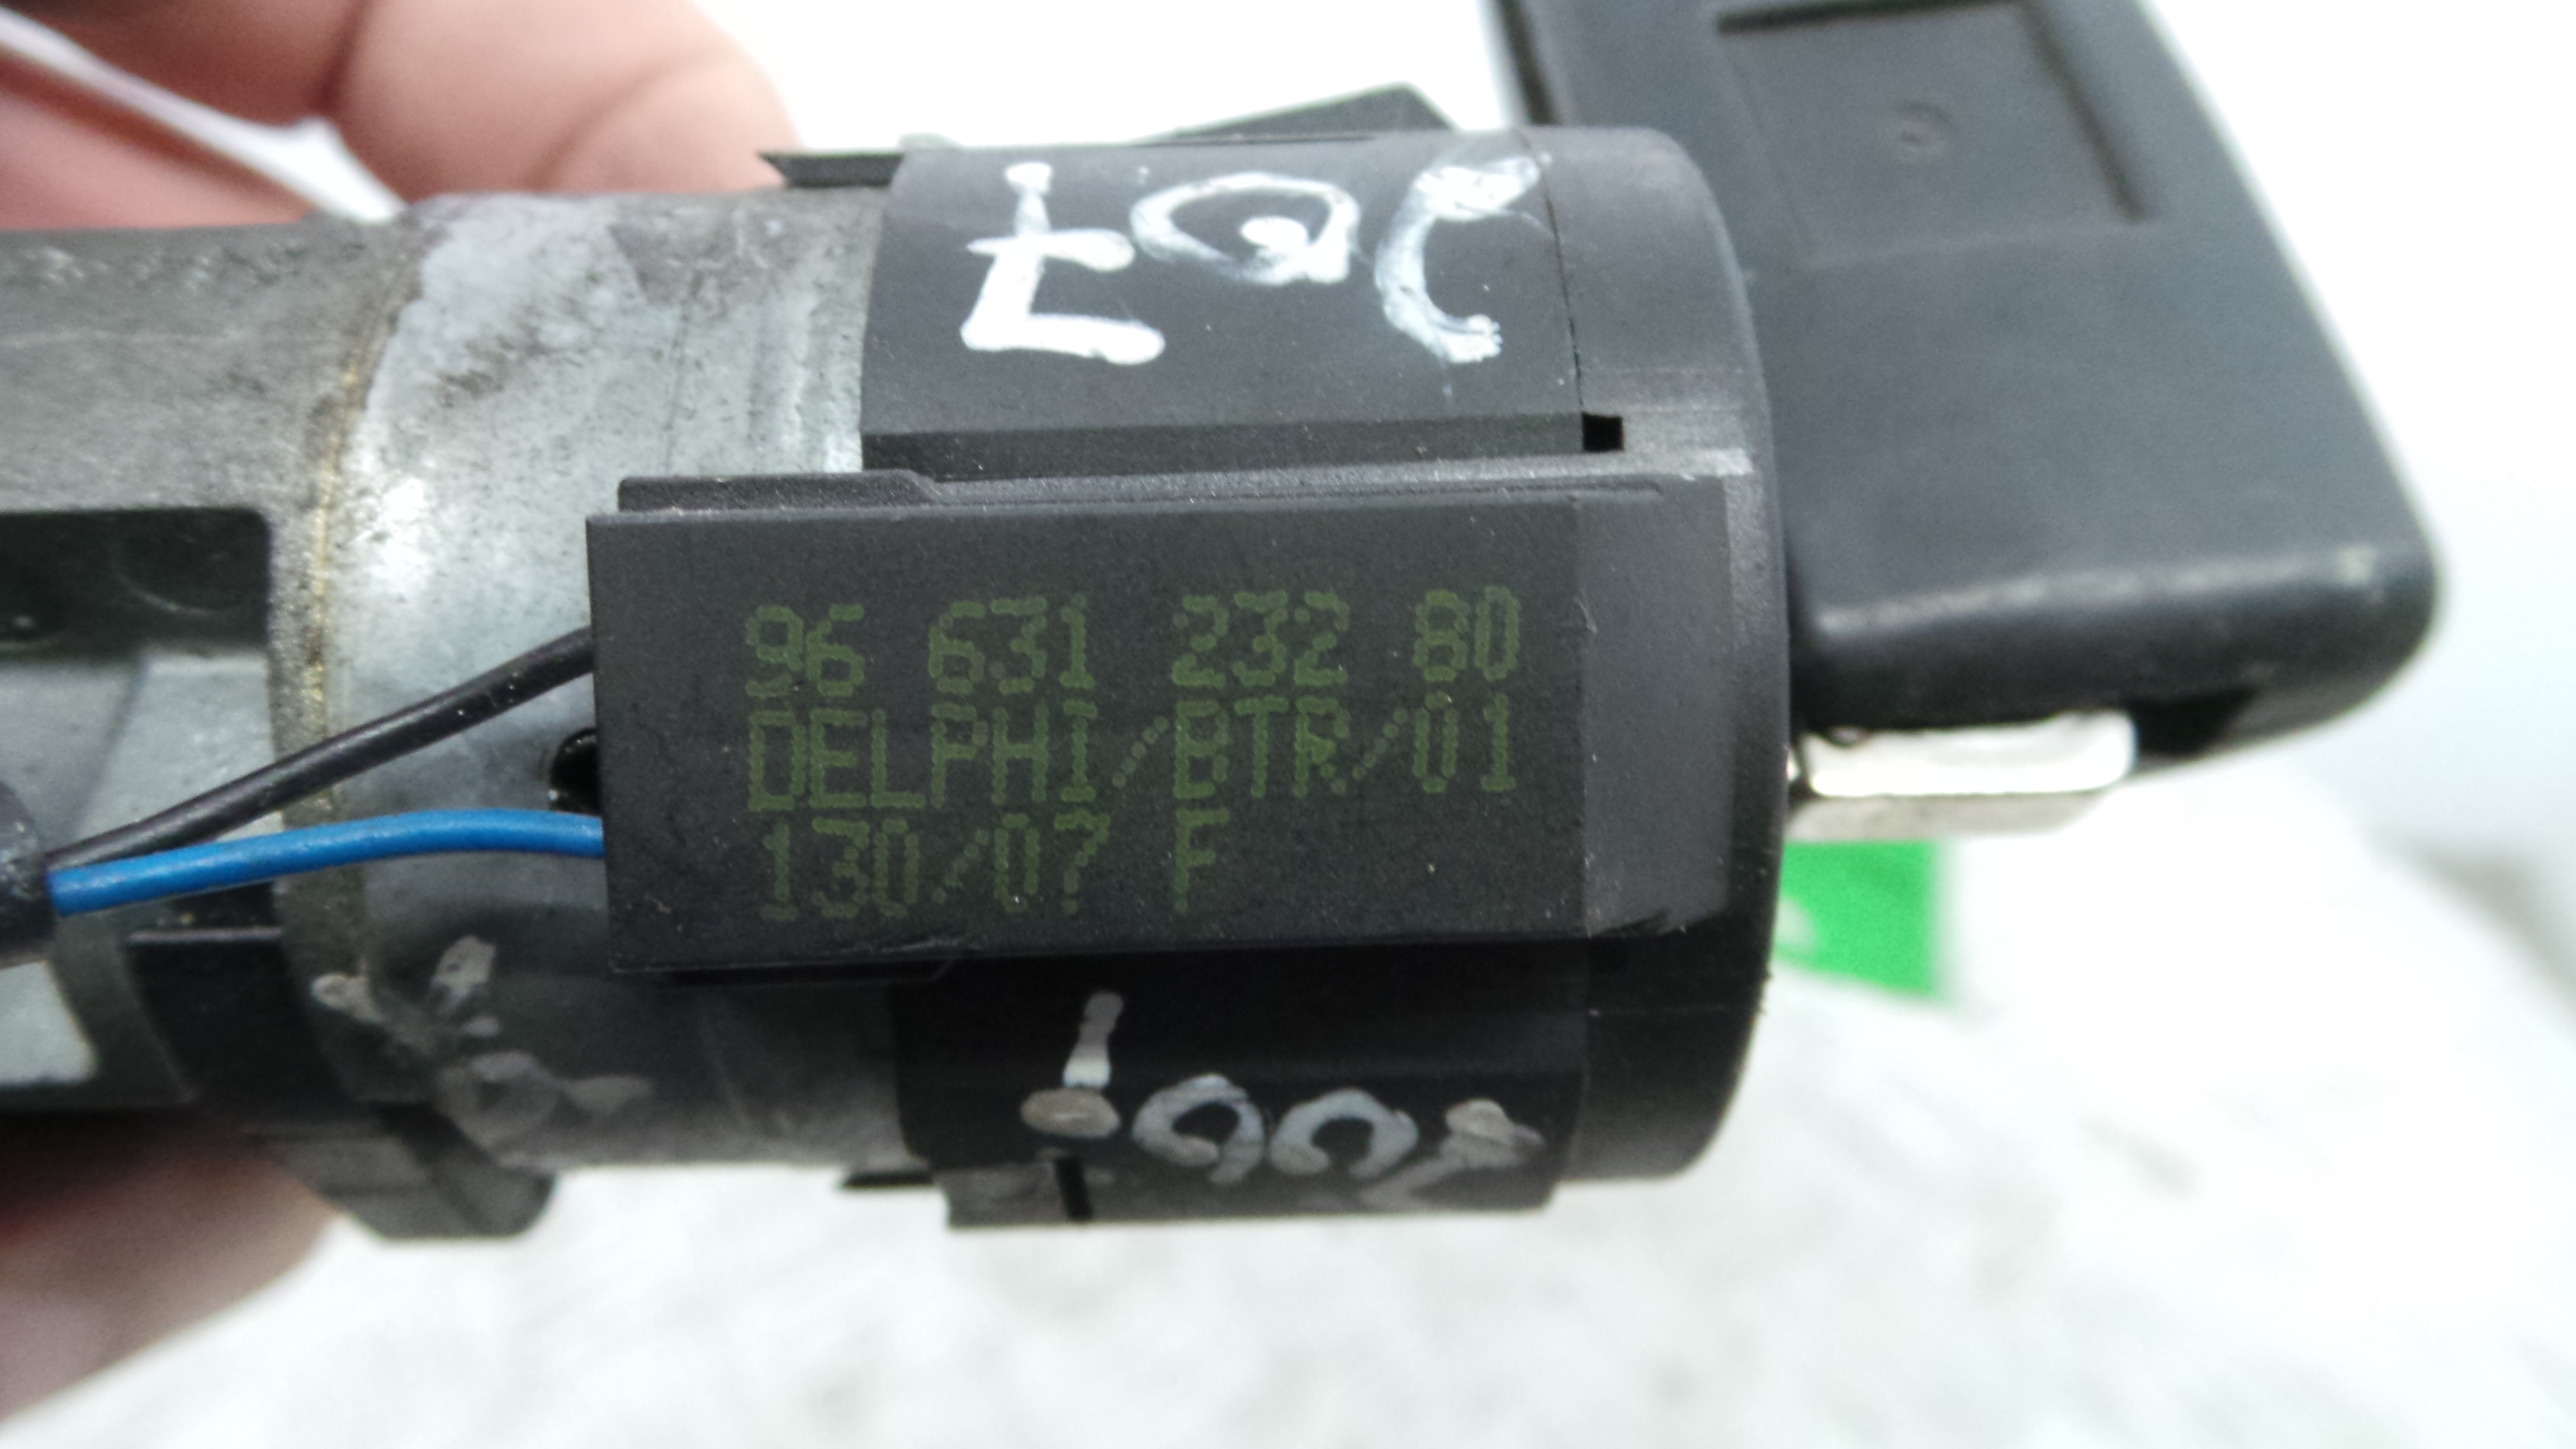 96 631 232 80
DELPHI/BTR/01
130/07 F